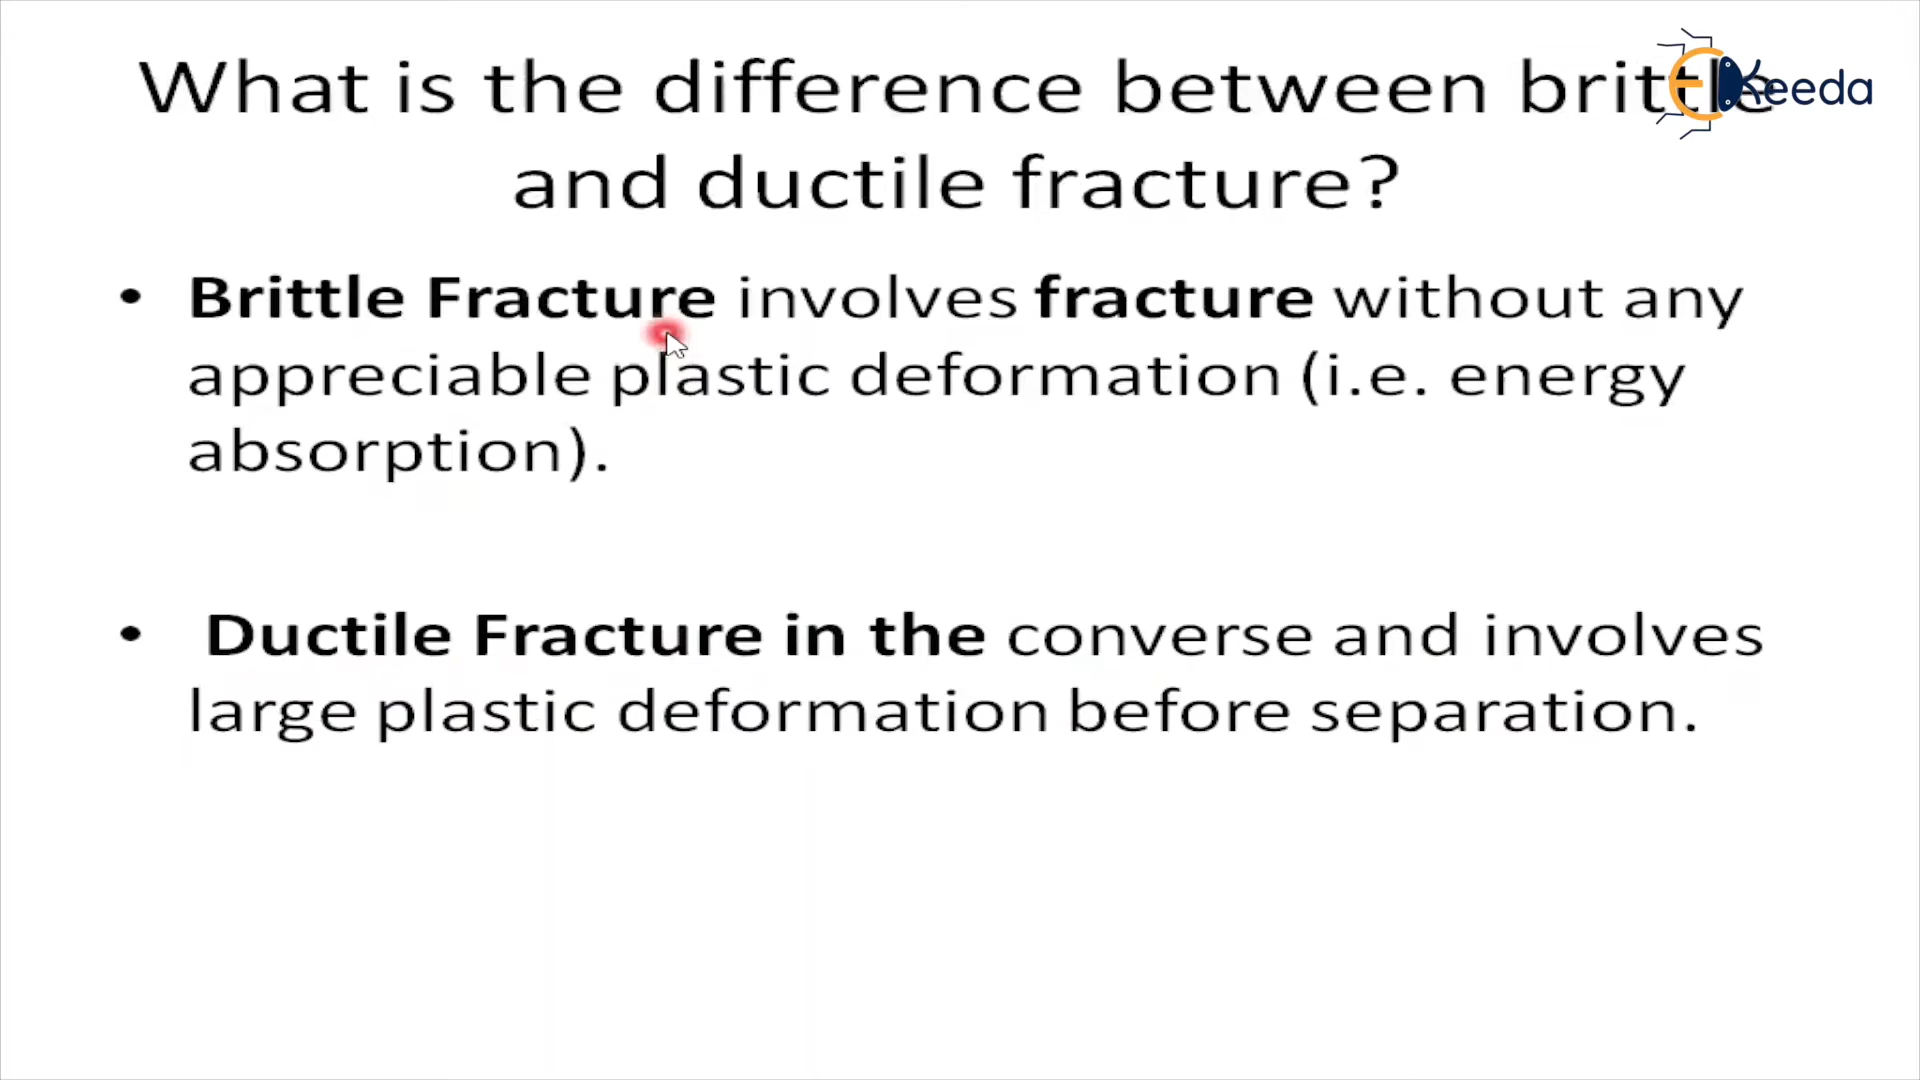 What is the difference between brittle
and ductile fracture?
Keeda
• Brittle Fracture involves fracture without any
appreciable plastic deformation (i.e. energy
absorption).
• Ductile Fracture in the converse and involves
large plastic deformation before separation.